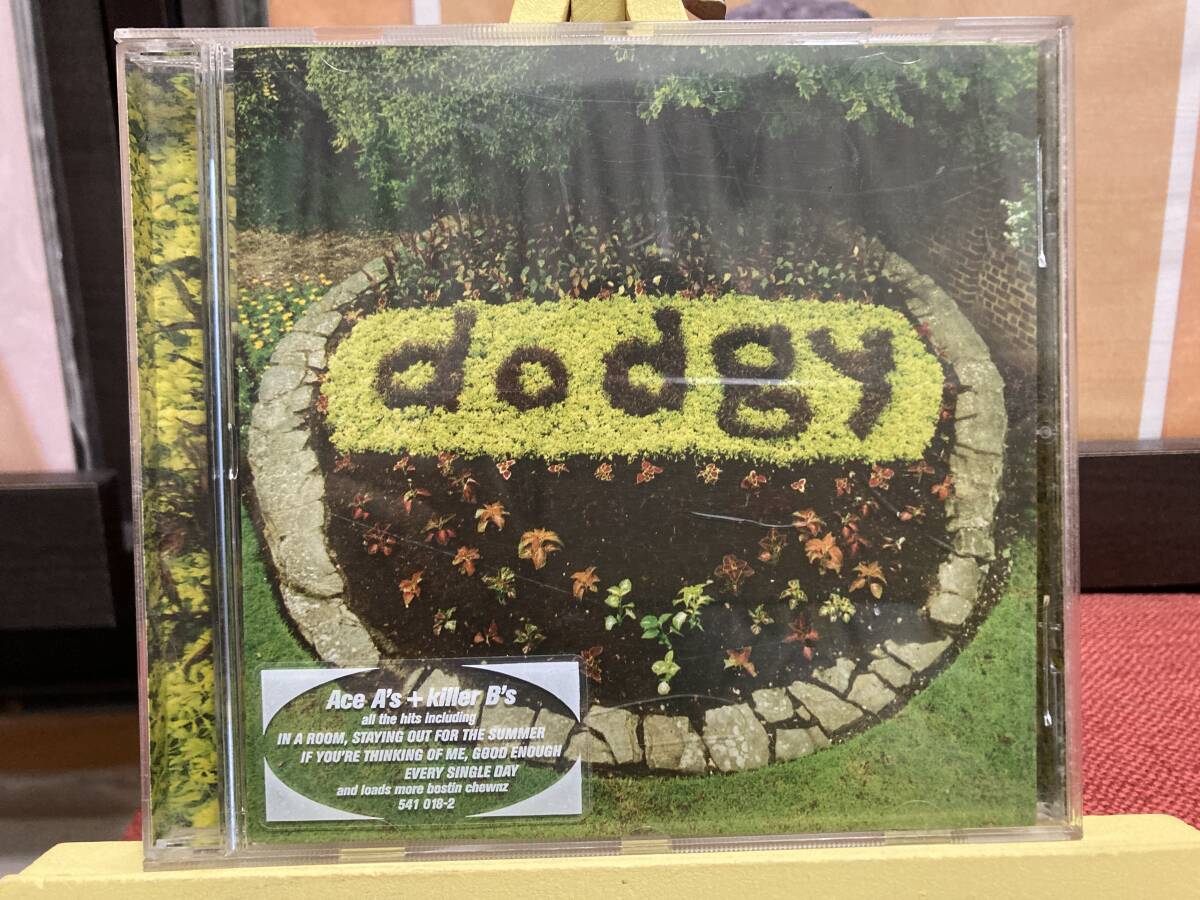 dodgy
Ace A's + killer B's
all the hits including
IN A ROOM, STAYING OUT FOR THE SUMMER
IF YOU'RE THINKING OF ME, GOOD ENOUGH
EVERY SINGLE DAY
and loads more bostin chewnz
541 018-2